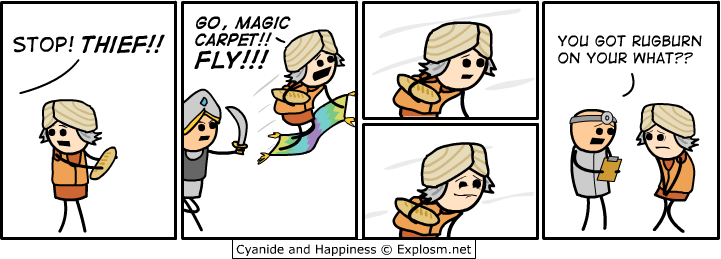 STOP! THIEF!!
GO, MAGIC
CARPET!!
FLY!!!
YOU GOT RUGBURN
ON YOUR WHAT??
Cyanide and Happiness © Explosm.net